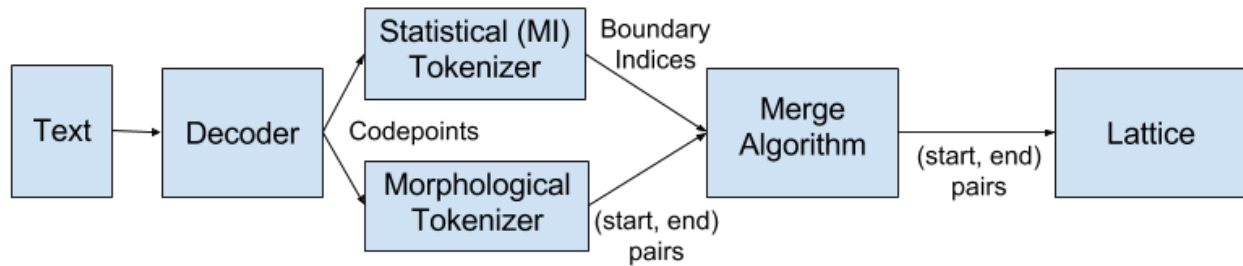 Text
Decoder
Codepoints
Statistical (MI)
Tokenizer
Boundary
Indices
Morphological
Tokenizer
(start, end)
pairs
Merge
Algorithm
(start, end)
pairs
Lattice